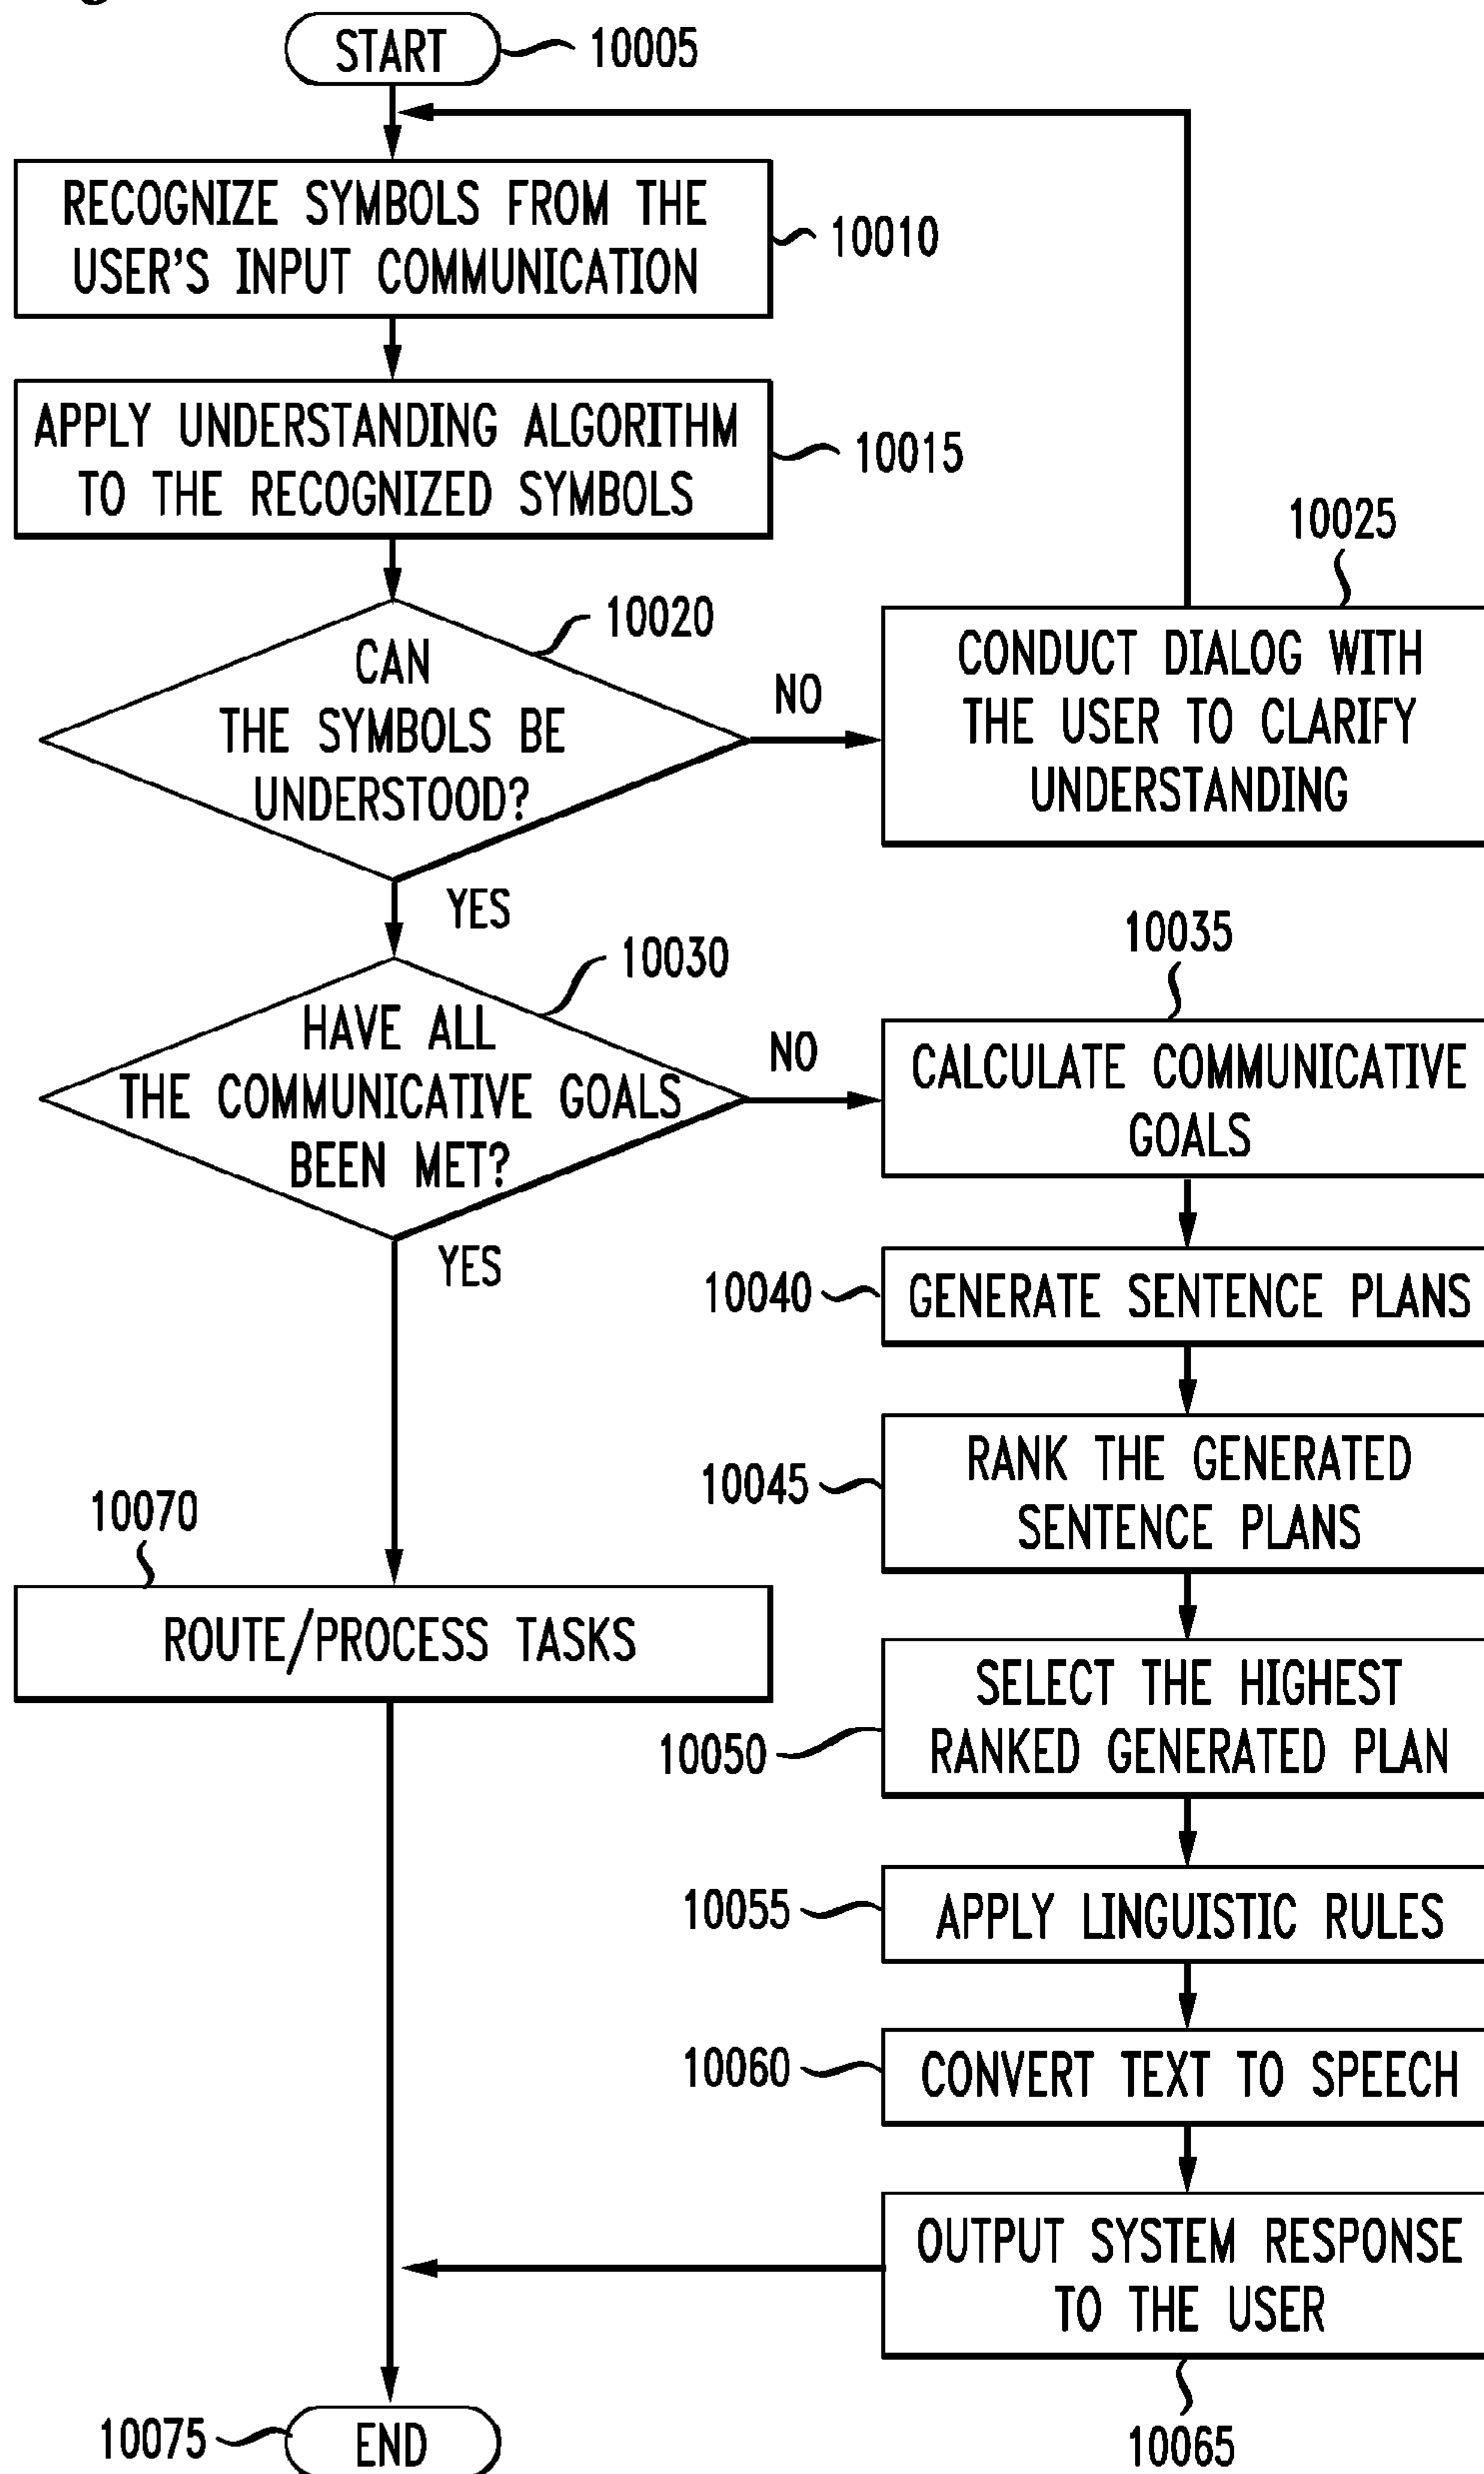 START
10005
RECOGNIZE SYMBOLS FROM THE
USER'S INPUT COMMUNICATION
10010
APPLY UNDERSTANDING ALGORITHM
TO THE RECOGNIZED SYMBOLS
10015
10020
CAN
THE SYMBOLS BE
UNDERSTOOD?
NO
YES
10025
CONDUCT DIALOG WITH
THE USER TO CLARIFY
UNDERSTANDING
10030
HAVE ALL
THE COMMUNICATIVE GOALS
BEEN MET?
NO
YES
10035
CALCULATE COMMUNICATIVE
GOALS
10040
GENERATE SENTENCE PLANS
10045
RANK THE GENERATED
SENTENCE PLANS
10070
ROUTE/PROCESS TASKS
10050
SELECT THE HIGHEST
RANKED GENERATED PLAN
10055
APPLY LINGUISTIC RULES
10060
CONVERT TEXT TO SPEECH
OUTPUT SYSTEM RESPONSE
TO THE USER
10065
10075
END